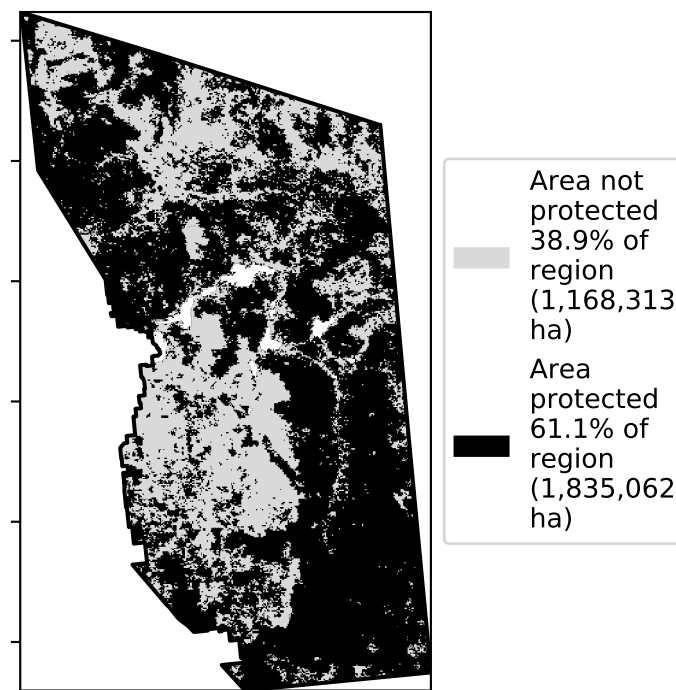 Area not
protected
38.9% of
region
(1,168,313
ha)
Area
protected
61.1% of
region
(1,835,062
ha)